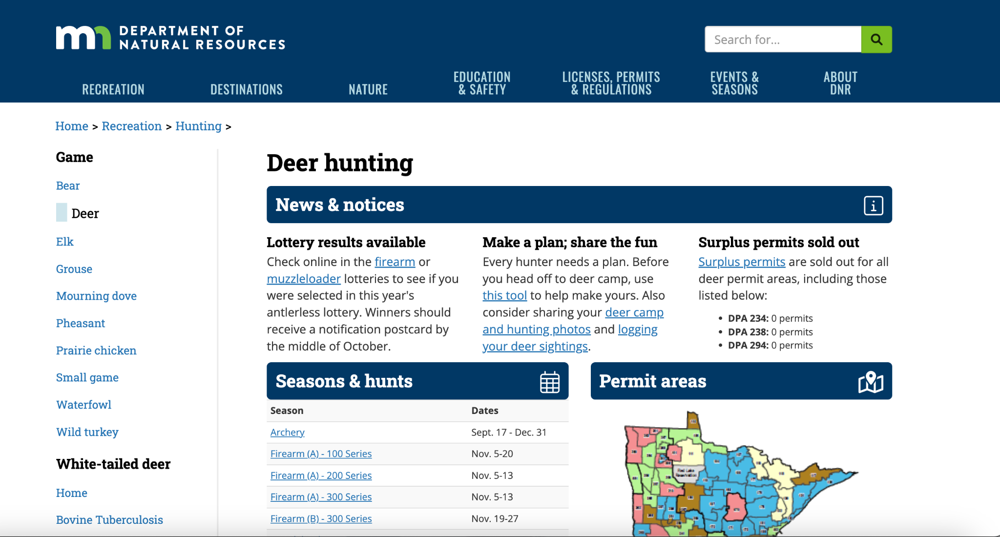 mn DEPARTMENT OF
NATURAL RESOURCES
Search for...
RECREATION
DESTINATIONS
NATURE
EDUCATION
& SAFETY
LICENSES, PERMITS
& REGULATIONS
EVENTS &
SEASONS
ABOUT
DNR
Home > Recreation > Hunting >
Game
Bear
Deer
Elk
Grouse
Mourning dove
Pheasant
Prairie chicken
Small game
Waterfowl
Wild turkey
White-tailed deer
Home
Bovine Tuberculosis
Deer hunting
News & notices
Lottery results available
Check online in the firearm or
muzzleloader lotteries to see if you
were selected in this year's
antlerless lottery. Winners should
receive a notification postcard by
the middle of October.
Make a plan; share the fun
Every hunter needs a plan. Before
you head off to deer camp, use
this tool to help make yours. Also
consider sharing your deer camp
and hunting photos and logging
your deer sightings.
Surplus permits sold out
Surplus permits are sold out for all
deer permit areas, including those
listed below:
• DPA 234: 0 permits
• DPA 238: 0 permits
• DPA 294: 0 permits
Seasons & hunts
Season Dates
Archery Sept. 17 - Dec. 31
Firearm (A) - 100 Series Nov. 5-20
Firearm (A) - 200 Series Nov. 5-13
Firearm (A) - 300 Series Nov. 5-13
Firearm (B) - 300 Series Nov. 19-27
Permit areas
Red Lake
Reservation